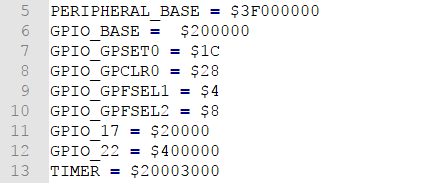 5 PERIPHERAL_BASE = $3F000000
6 GPIO_BASE =  $200000
7 GPIO_GPSET0 = $1C
8 GPIO_GPCLR0 = $28
9 GPIO_GPFSEL1 = $4
10 GPIO_GPFSEL2 = $8
11 GPIO_17 = $20000
12 GPIO_22 = $400000
13 TIMER = $20003000